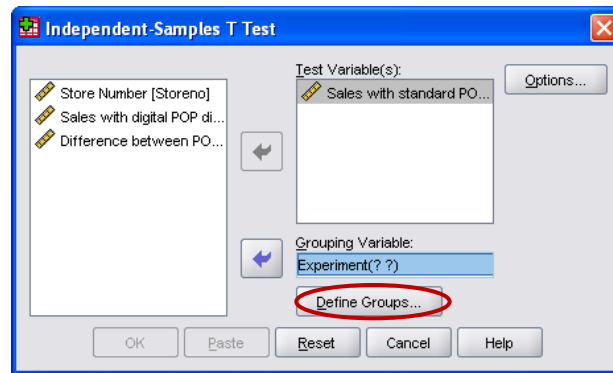 Independent-Samples T Test
Store Number [Storeno]
Sales with digital POP di...
Difference between PO...
Test Variable(s):
Sales with standard PO...
Options...
Grouping Variable:
Experiment(? ?)
Define Groups...
OK
Paste
Reset
Cancel
Help